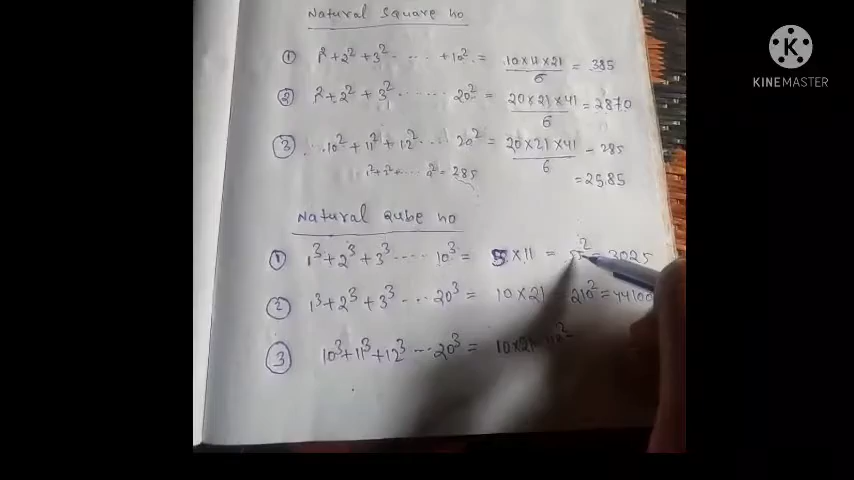 Natural Square no
① 1² + 2² + 3² ---- + 10² = 10×11×21/6 = 385
② 1² + 2² + 3² ------ 20² = 20×21×41/6 = 2870
③ 10² + 11² + 12² ---- 20² = 20×21×41/6 - 285
1² + 2² + ---- 9² = 285
= 2585
Natural Qube no
① 1³ + 2³ + 3³ ---- 10³ = 5×11 = 55² = 3025
② 1³ + 2³ + 3³ --- 20³ = 10×21 = 210² = 44100
③ 10³ + 11³ + 12³ --- 20³ = 10×21
K
KINEMASTER